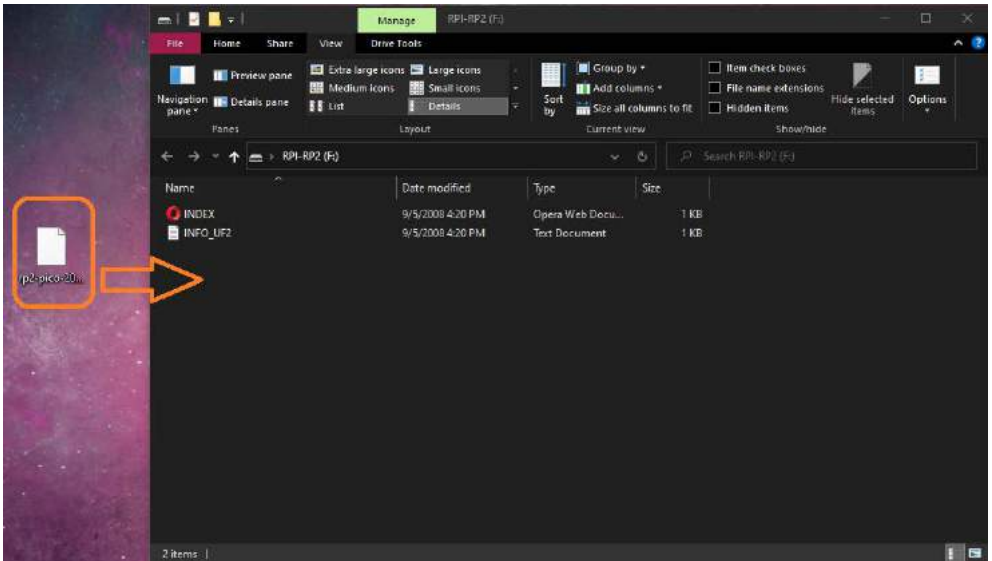 Manage
RPI-RP2 (F:)
File
Home
Share
View
Drive Tools
Navigation pane
Preview pane
Details pane
Panes
Extra large icons
Large icons
Medium icons
Small icons
List
Details
Layout
Sort by
Group by
Add columns
Size all columns to fit
Current view
Item check boxes
File name extensions
Hidden items
Hide selected items
Show/hide
Options
RPI-RP2 (F:)
Search RPI-RP2 (F:)
Name
Date modified
Type
Size
INDEX
9/5/2008 4:20 PM
Opera Web Docu...
1 KB
INFO_UF2
9/5/2008 4:20 PM
Text Document
1 KB
rp2-pico-20...
2 items